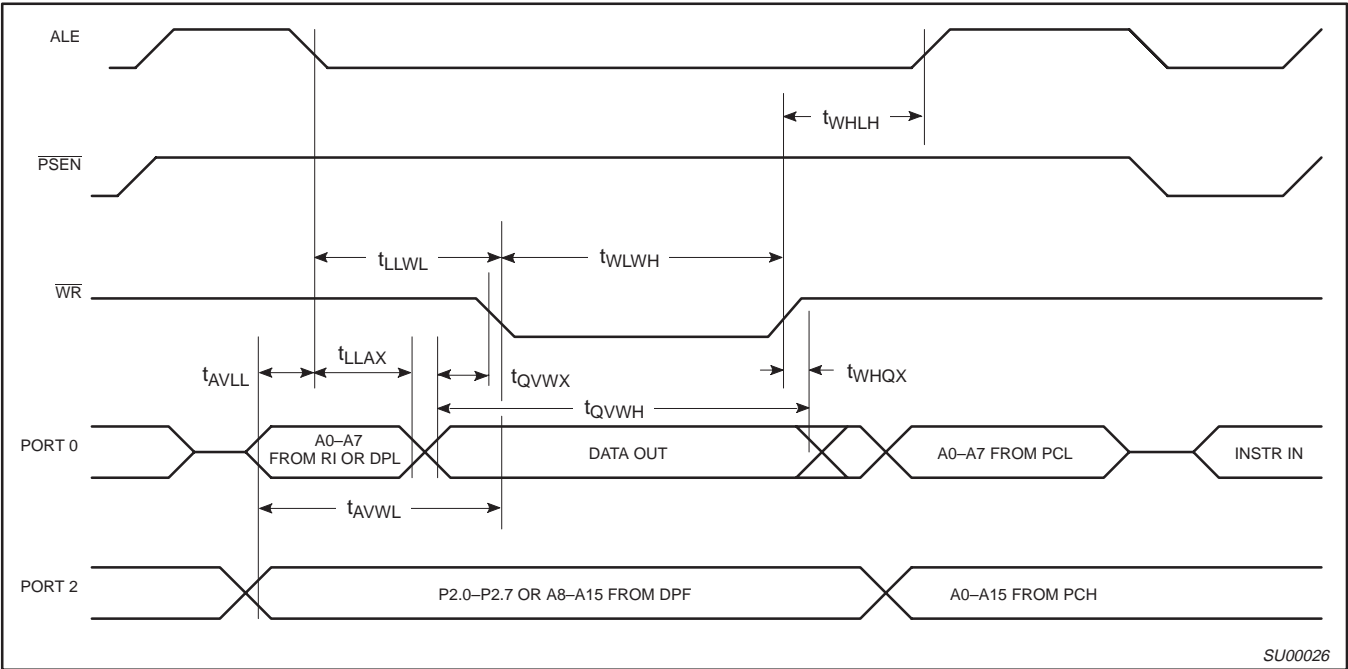 ALE
tWHLH
PSEN
tLLWL
tWLWH
WR
tLLAX
tAVLL
tQVWX
tWHQX
tQVWH
PORT 0
A0–A7
FROM RI OR DPL
DATA OUT
A0–A7 FROM PCL
INSTR IN
tAVWL
PORT 2
P2.0–P2.7 OR A8–A15 FROM DPF
A0–A15 FROM PCH
SU00026